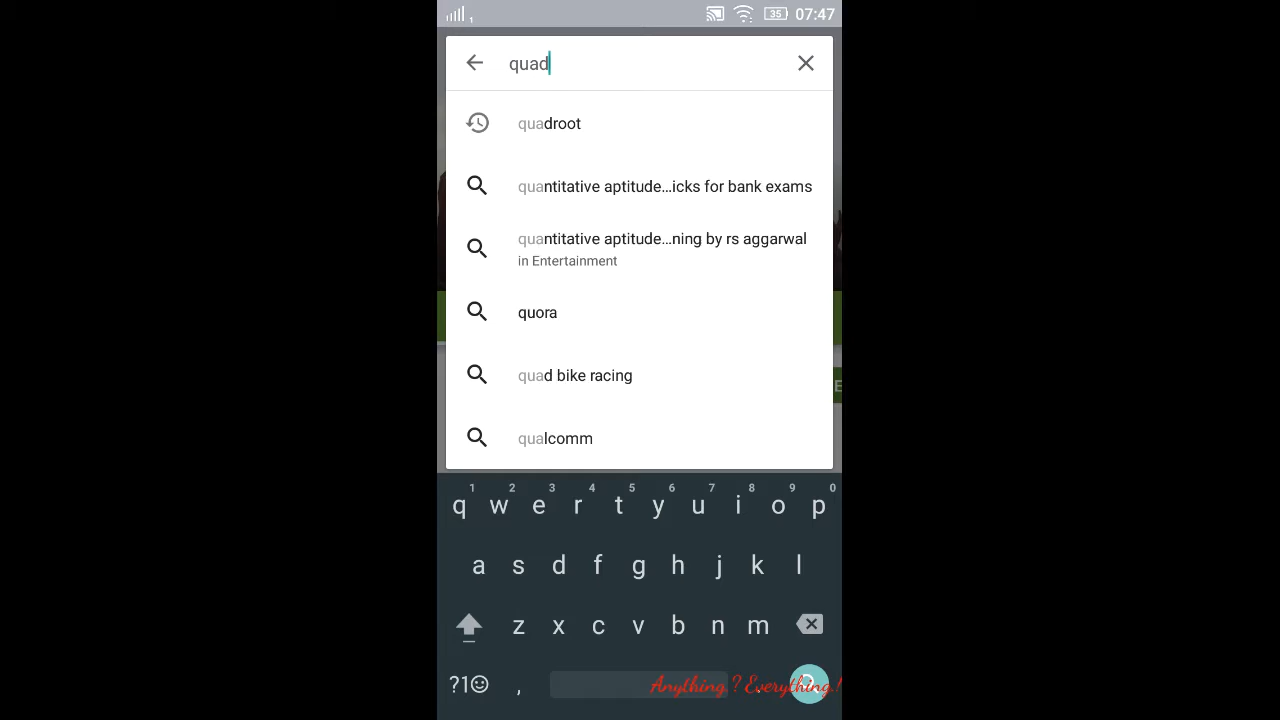 1 35 07:47
quad
quadroot
quantitative aptitude...icks for bank exams
quantitative aptitude...ning by rs aggarwal
in Entertainment
quora
quad bike racing
qualcomm
1 2 3 4 5 6 7 8 9 0
q w e r t y u i o p
a s d f g h j k l
z x c v b n m
?1☺ , .
Anything ? Everything !